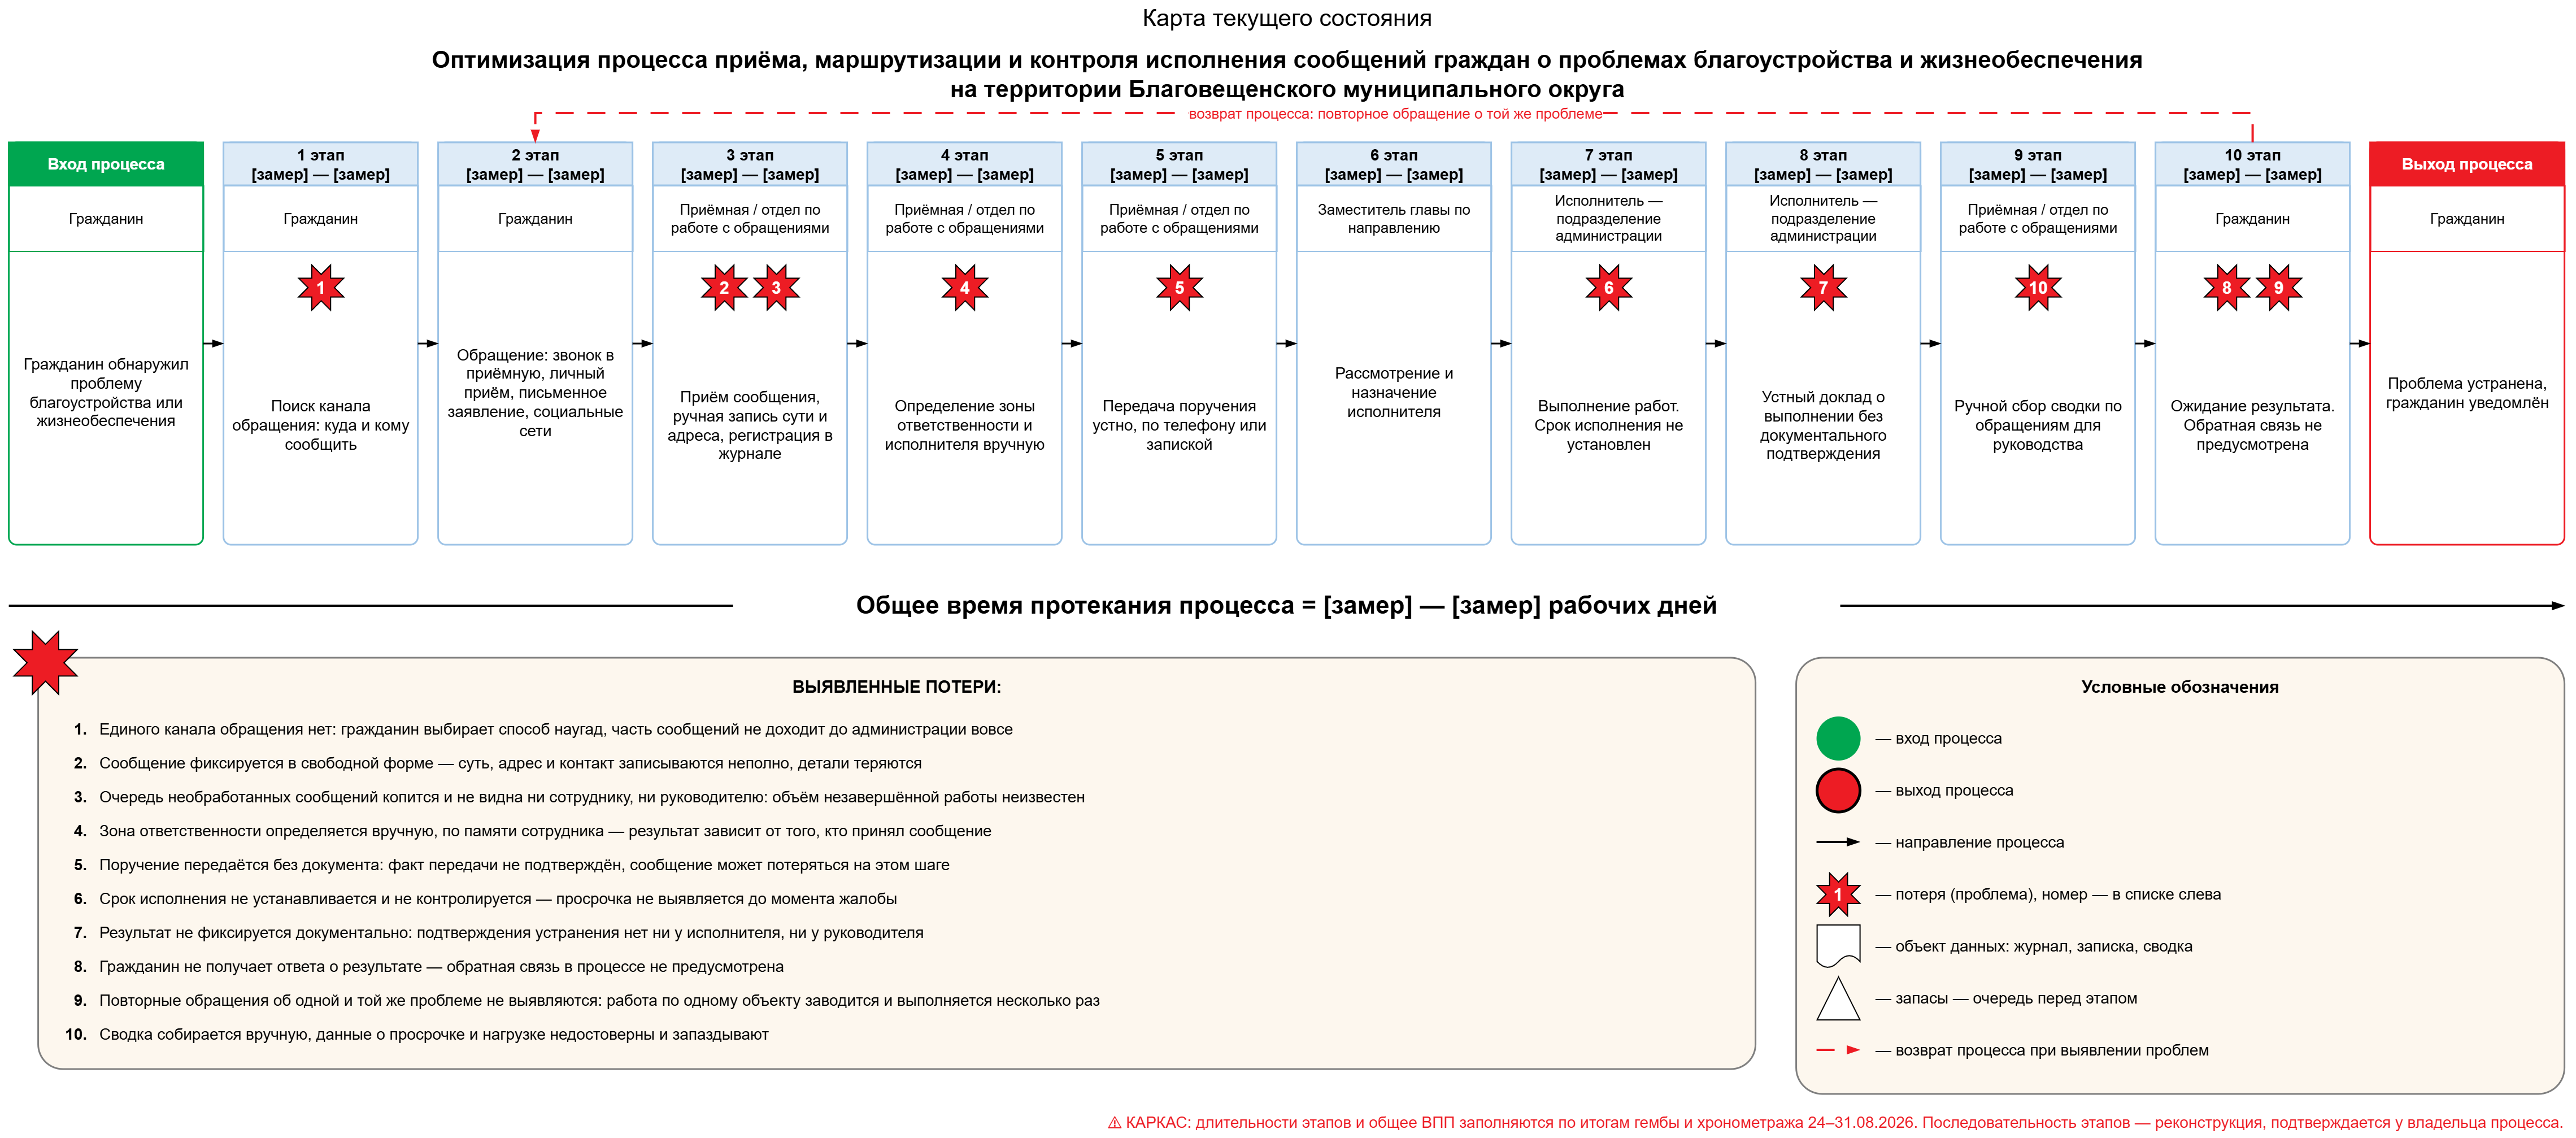 Карта текущего состояния
Оптимизация процесса приёма, маршрутизации и контроля исполнения сообщений граждан о проблемах благоустройства и жизнеобеспечения
на территории Благовещенского муниципального округа
возврат процесса: повторное обращение о той же проблеме
Вход процесса
Гражданин
Гражданин обнаружил
проблему
благоустройства или
жизнеобеспечения
1 этап
[замер] — [замер]
Гражданин
1
Поиск канала
обращения: куда и кому
сообщить
2 этап
[замер] — [замер]
Гражданин
Обращение: звонок в
приёмную, личный
приём, письменное
заявление, социальные
сети
3 этап
[замер] — [замер]
Приёмная / отдел по
работе с обращениями
2 3
Приём сообщения,
ручная запись сути и
адреса, регистрация в
журнале
4 этап
[замер] — [замер]
Приёмная / отдел по
работе с обращениями
4
Определение зоны
ответственности и
исполнителя вручную
5 этап
[замер] — [замер]
Приёмная / отдел по
работе с обращениями
5
Передача поручения
устно, по телефону или
запиской
6 этап
[замер] — [замер]
Заместитель главы по
направлению
Рассмотрение и
назначение
исполнителя
7 этап
[замер] — [замер]
Исполнитель —
подразделение
администрации
6
Выполнение работ.
Срок исполнения не
установлен
8 этап
[замер] — [замер]
Исполнитель —
подразделение
администрации
7
Устный доклад о
выполнении без
документального
подтверждения
9 этап
[замер] — [замер]
Приёмная / отдел по
работе с обращениями
10
Ручной сбор сводки по
обращениям для
руководства
10 этап
[замер] — [замер]
Гражданин
8 9
Ожидание результата.
Обратная связь не
предусмотрена
Выход процесса
Гражданин
Проблема устранена,
гражданин уведомлён
Общее время протекания процесса = [замер] — [замер] рабочих дней
ВЫЯВЛЕННЫЕ ПОТЕРИ:
1. Единого канала обращения нет: гражданин выбирает способ наугад, часть сообщений не доходит до администрации вовсе
2. Сообщение фиксируется в свободной форме — суть, адрес и контакт записываются неполно, детали теряются
3. Очередь необработанных сообщений копится и не видна ни сотруднику, ни руководителю: объём незавершённой работы неизвестен
4. Зона ответственности определяется вручную, по памяти сотрудника — результат зависит от того, кто принял сообщение
5. Поручение передаётся без документа: факт передачи не подтверждён, сообщение может потеряться на этом шаге
6. Срок исполнения не устанавливается и не контролируется — просрочка не выявляется до момента жалобы
7. Результат не фиксируется документально: подтверждения устранения нет ни у исполнителя, ни у руководителя
8. Гражданин не получает ответа о результате — обратная связь в процессе не предусмотрена
9. Повторные обращения об одной и той же проблеме не выявляются: работа по одному объекту заводится и выполняется несколько раз
10. Сводка собирается вручную, данные о просрочке и нагрузке недостоверны и запаздывают
Условные обозначения
— вход процесса
— выход процесса
— направление процесса
1 — потеря (проблема), номер — в списке слева
— объект данных: журнал, записка, сводка
— запасы — очередь перед этапом
— возврат процесса при выявлении проблем
⚠ КАРКАС: длительности этапов и общее ВПП заполняются по итогам гембы и хронометража 24–31.08.2026. Последовательность этапов — реконструкция, подтверждается у владельца процесса.